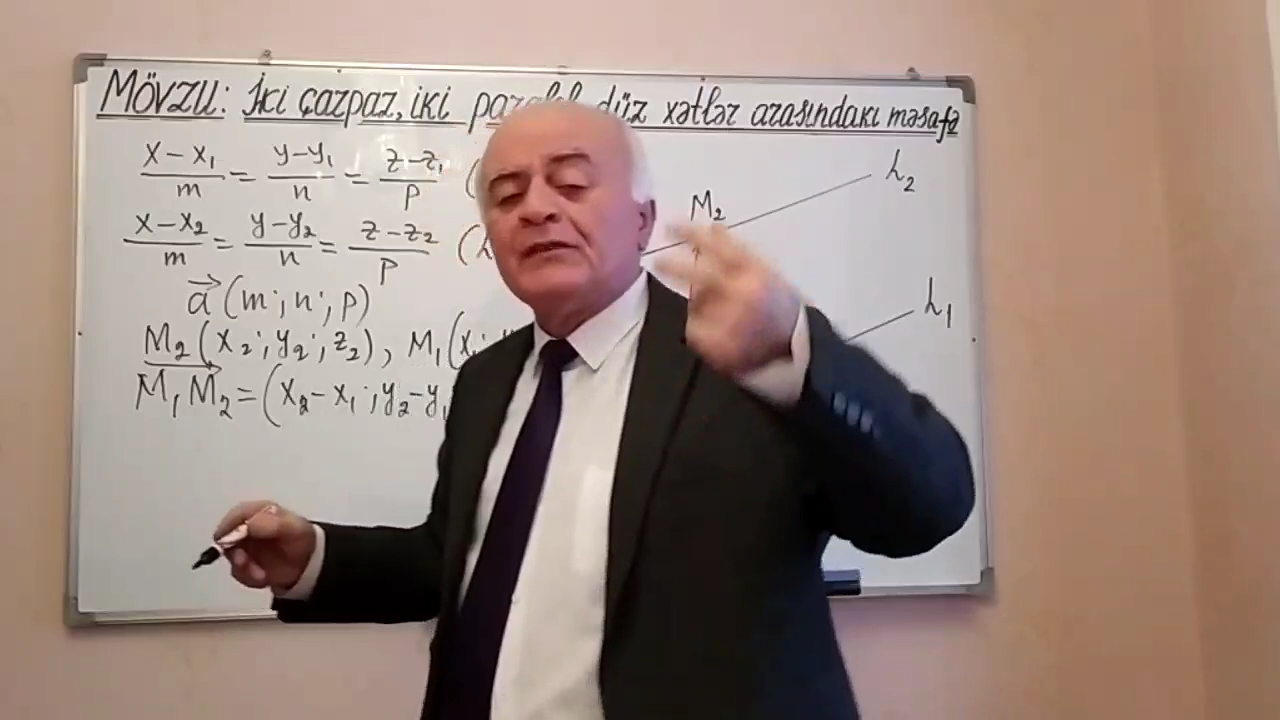 Mövzu: İki çarpaz, iki paralel düz xətlər arasındakı məsafə
x-x₁/m = y-y₁/n = z-z₁/p (
x-x₂/m = y-y₂/n = z-z₂/p (L
a⃗ (m; n; p)
M₂(x₂; y₂; z₂), M₁(x₁;
M₁M₂ = (x₂-x₁; y₂-y₁
L₂
M₂
L₁